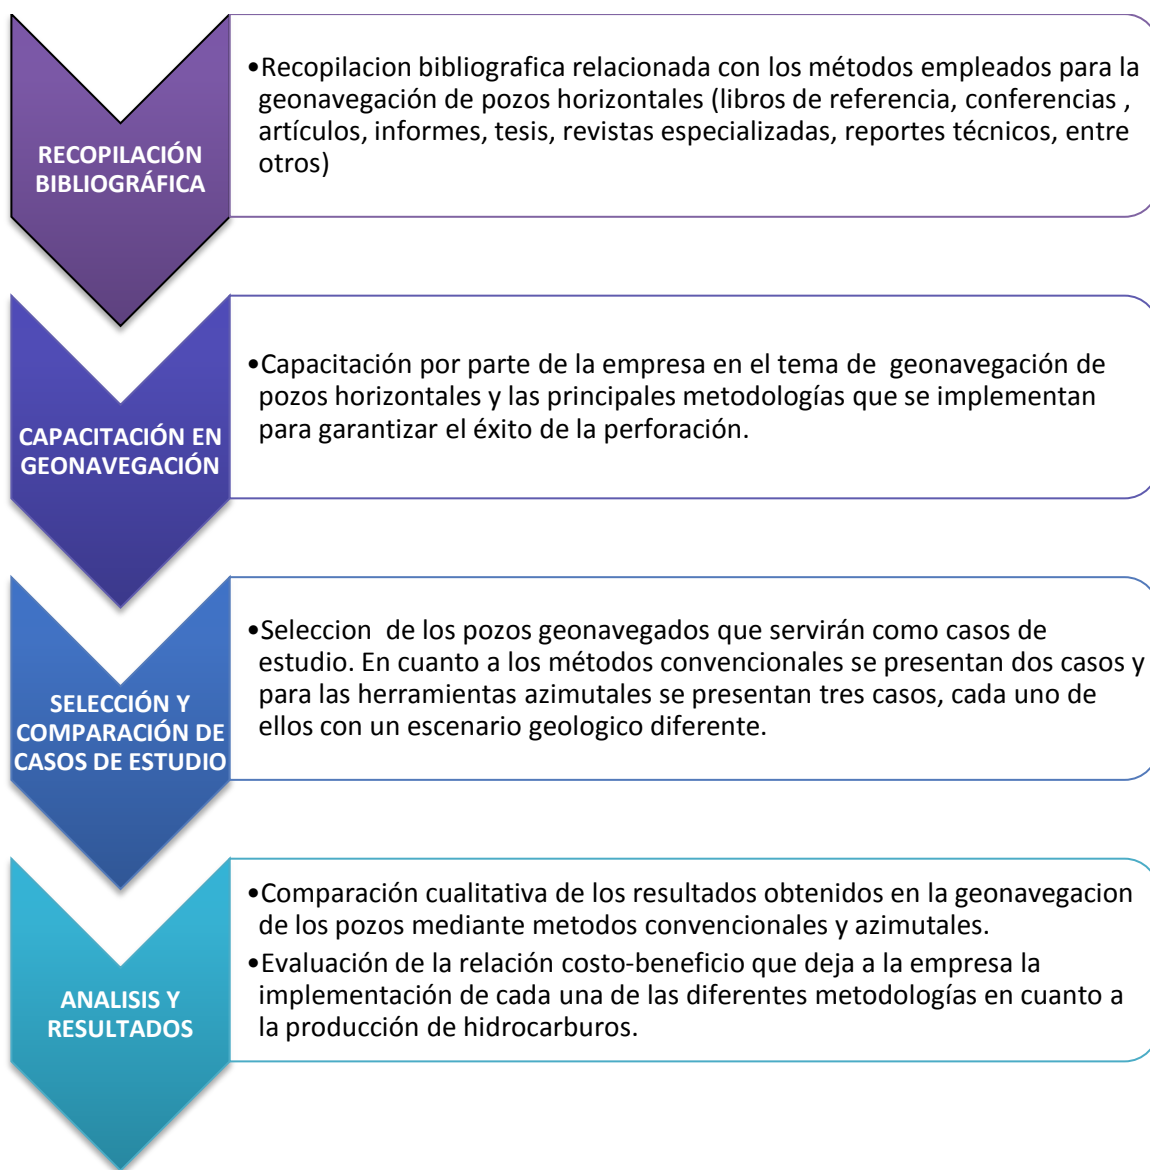 RECOPILACIÓN
BIBLIOGRÁFICA
•Recopilacion bibliografica relacionada con los métodos empleados para la
geonavegación de pozos horizontales (libros de referencia, conferencias ,
artículos, informes, tesis, revistas especializadas, reportes técnicos, entre
otros)
CAPACITACIÓN EN
GEONAVEGACIÓN
•Capacitación por parte de la empresa en el tema de geonavegación de
pozos horizontales y las principales metodologías que se implementan
para garantizar el éxito de la perforación.
SELECCIÓN Y
COMPARACIÓN DE
CASOS DE ESTUDIO
•Seleccion de los pozos geonavegados que servirán como casos de
estudio. En cuanto a los métodos convencionales se presentan dos casos y
para las herramientas azimutales se presentan tres casos, cada uno de
ellos con un escenario geologico diferente.
ANALISIS Y
RESULTADOS
•Comparación cualitativa de los resultados obtenidos en la geonavegacion
de los pozos mediante metodos convencionales y azimutales.
•Evaluación de la relación costo-beneficio que deja a la empresa la
implementación de cada una de las diferentes metodologías en cuanto a
la producción de hidrocarburos.